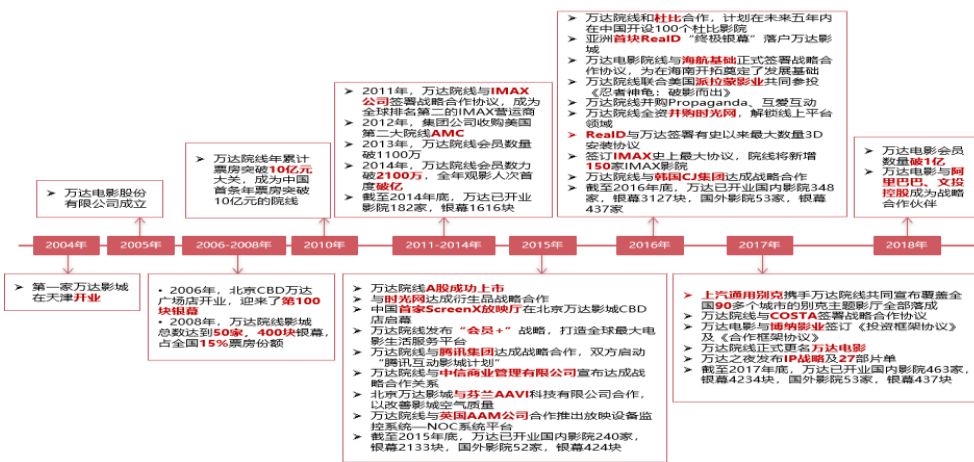 ➢ 万达电影股份
有限公司成立
➢ 万达院线年累计
票房突破10亿元
大关，成为中国
首条年票房突破
10亿元的院线
➢ 2011年，万达院线与IMAX
公司签署战略合作协议，成为
全球排名第二的IMAX营运商
➢ 2012年，集团公司收购美国
第二大院线AMC
➢ 2013年，万达院线会员数量
破1100万
➢ 2014年，万达院线会员数力
破2100万，全年观影人次首
度破亿
➢ 截至2014年底，万达已开业
影院182家，银幕1616块
➢ 万达院线和杜比合作，计划在未来五年内
在中国开设100个杜比影院
➢ 亚洲首块RealD“终极银幕”落户万达影
城
➢ 万达电影院线与海航基础正式签署战略合
作协议，为在海南开拓奠定了发展基础
➢ 万达院线联合美国派拉蒙影业共同参投
《忍者神龟：破影而出》
➢ 万达院线并购Propaganda、互爱互动
➢ 万达院线全资并购时光网，解锁线上平台
领域
➢ RealD与万达签署有史以来最大数量3D
安装协议
➢ 签订IMAX史上最大协议，院线将新增
150家IMAX影院
➢ 万达院线与韩国CJ集团达成战略合作
➢ 截至2016年底，万达已开业国内影院348
家，银幕3127块，国外影院53家，银幕
437家
➢ 万达电影会员
数量破1亿
➢ 万达电影与阿
里巴巴、文投
控股成为战略
合作伙伴
2004年 2005年 2006-2008年 2010年 2011-2014年 2015年 2016年 2017年 2018年
➢ 第一家万达影城
在天津开业
• 2006年，北京CBD万达
广场店开业，迎来了第100
块银幕
• 2008年，万达院线影城
总数达到50家，400块银幕，
占全国15%票房份额
➢ 万达院线A股成功上市
➢ 与时光网达成衍生品战略合作
➢ 中国首家ScreenX放映厅在北京万达影城CBD
店启幕
➢ 万达院线发布“会员+”战略，打造全球最大电
影生活服务平台
➢ 万达院线与腾讯集团达成战略合作，双方启动
“腾讯互动影城计划”
➢ 万达院线与中信商业管理有限公司宣布达成战
略合作关系
➢ 北京万达影城与芬兰AAVI科技有限公司合作，
以改善影城空气质量
➢ 万达院线与英国AAM公司合作推出放映设备监
控系统—NOC系统平台
➢ 截至2015年底，万达已开业国内影院240家，
银幕2133块，国外影院52家，银幕424块
➢ 上汽通用别克携手万达院线共同宣布覆盖全
国90多个城市的别克主题影厅全部落成
➢ 万达院线与COSTA签署战略合作协议
➢ 万达电影与博纳影业签订《投资框架协议》
及《合作框架协议》
➢ 万达院线正式更名万达电影
➢ 万达之夜发布IP战略及27部片单
➢ 截至2017年底，万达已开业国内影院463家，
银幕4234块，国外影院53家，银幕437块